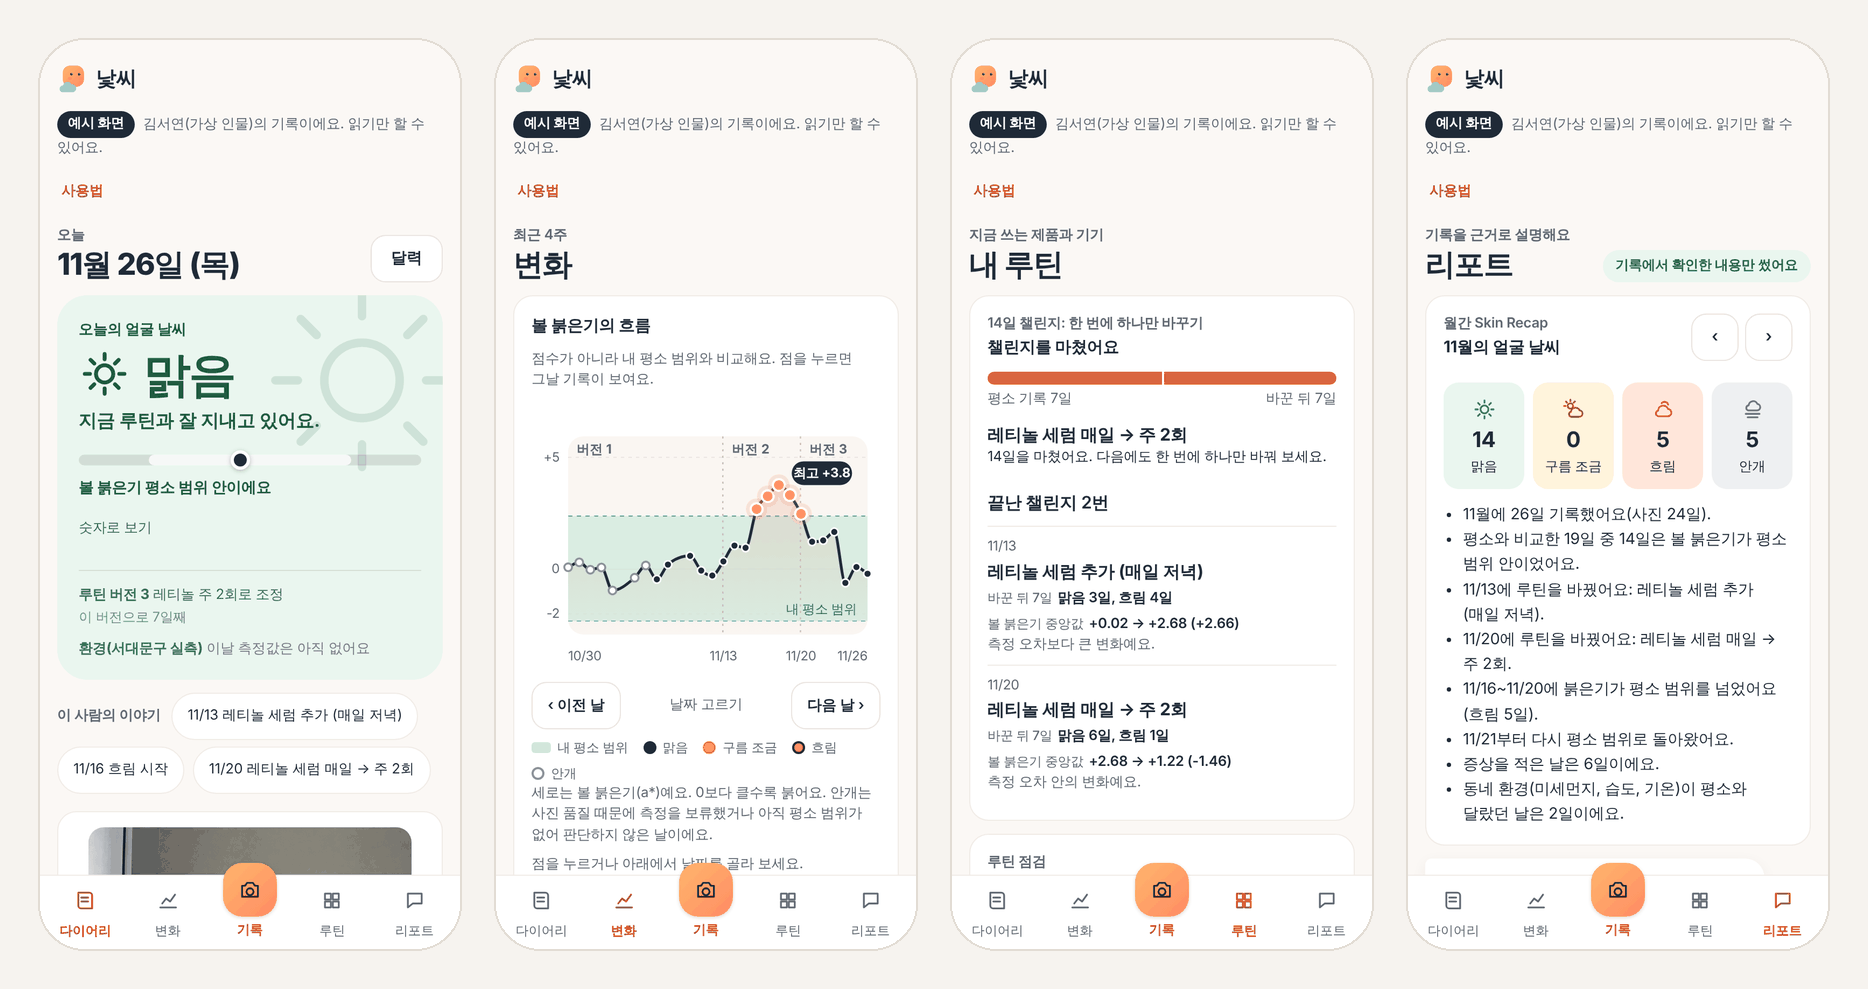 낯씨
예시 화면 김서연(가상 인물)의 기록이에요. 읽기만 할 수
있어요.
사용법
오늘
11월 26일 (목)
달력
오늘의 얼굴 날씨
맑음
지금 루틴과 잘 지내고 있어요.
볼 붉은기 평소 범위 안이에요
숫자로 보기
루틴 버전 3 레티놀 주 2회로 조정
이 버전으로 7일째
환경(서대문구 실측) 이날 측정값은 아직 없어요
이 사람의 이야기
11/13 레티놀 세럼 추가 (매일 저녁)
11/16 흐림 시작
11/20 레티놀 세럼 매일 → 주 2회
다이어리
변화
기록
루틴
리포트
낯씨
예시 화면 김서연(가상 인물)의 기록이에요. 읽기만 할 수
있어요.
사용법
최근 4주
변화
볼 붉은기의 흐름
점수가 아니라 내 평소 범위와 비교해요. 점을 누르면
그날 기록이 보여요.
버전 1
버전 2
버전 3
+5
최고 +3.8
0
-2
내 평소 범위
10/30
11/13
11/20
11/26
‹ 이전 날
날짜 고르기
다음 날 ›
내 평소 범위
맑음
구름 조금
흐림
안개
세로는 볼 붉은기(a*)예요. 0보다 클수록 붉어요. 안개는
사진 품질 때문에 측정을 보류했거나 아직 평소 범위가
없어 판단하지 않은 날이에요.
점을 누르거나 아래에서 날짜를 골라 보세요.
다이어리
변화
기록
루틴
리포트
낯씨
예시 화면 김서연(가상 인물)의 기록이에요. 읽기만 할 수
있어요.
사용법
지금 쓰는 제품과 기기
내 루틴
14일 챌린지: 한 번에 하나만 바꾸기
챌린지를 마쳤어요
평소 기록 7일
바꾼 뒤 7일
레티놀 세럼 매일 → 주 2회
14일을 마쳤어요. 다음에도 한 번에 하나만 바꿔 보세요.
끝난 챌린지 2번
11/13
레티놀 세럼 추가 (매일 저녁)
바꾼 뒤 7일 맑음 3일, 흐림 4일
볼 붉은기 중앙값 +0.02 → +2.68 (+2.66)
측정 오차보다 큰 변화예요.
11/20
레티놀 세럼 매일 → 주 2회
바꾼 뒤 7일 맑음 6일, 흐림 1일
볼 붉은기 중앙값 +2.68 → +1.22 (-1.46)
측정 오차 안의 변화예요.
루틴 점검
다이어리
변화
기록
루틴
리포트
낯씨
예시 화면 김서연(가상 인물)의 기록이에요. 읽기만 할 수
있어요.
사용법
기록을 근거로 설명해요
리포트
기록에서 확인한 내용만 썼어요
월간 Skin Recap
11월의 얼굴 날씨
‹
›
14
맑음
0
구름 조금
5
흐림
5
안개
• 11월에 26일 기록했어요(사진 24일).
• 평소와 비교한 19일 중 14일은 볼 붉은기가 평소
범위 안이었어요.
• 11/13에 루틴을 바꿨어요: 레티놀 세럼 추가
(매일 저녁).
• 11/20에 루틴을 바꿨어요: 레티놀 세럼 매일 →
주 2회.
• 11/16~11/20에 붉은기가 평소 범위를 넘었어요
(흐림 5일).
• 11/21부터 다시 평소 범위로 돌아왔어요.
• 증상을 적은 날은 6일이에요.
• 동네 환경(미세먼지, 습도, 기온)이 평소와
달랐던 날은 2일이에요.
다이어리
변화
기록
루틴
리포트